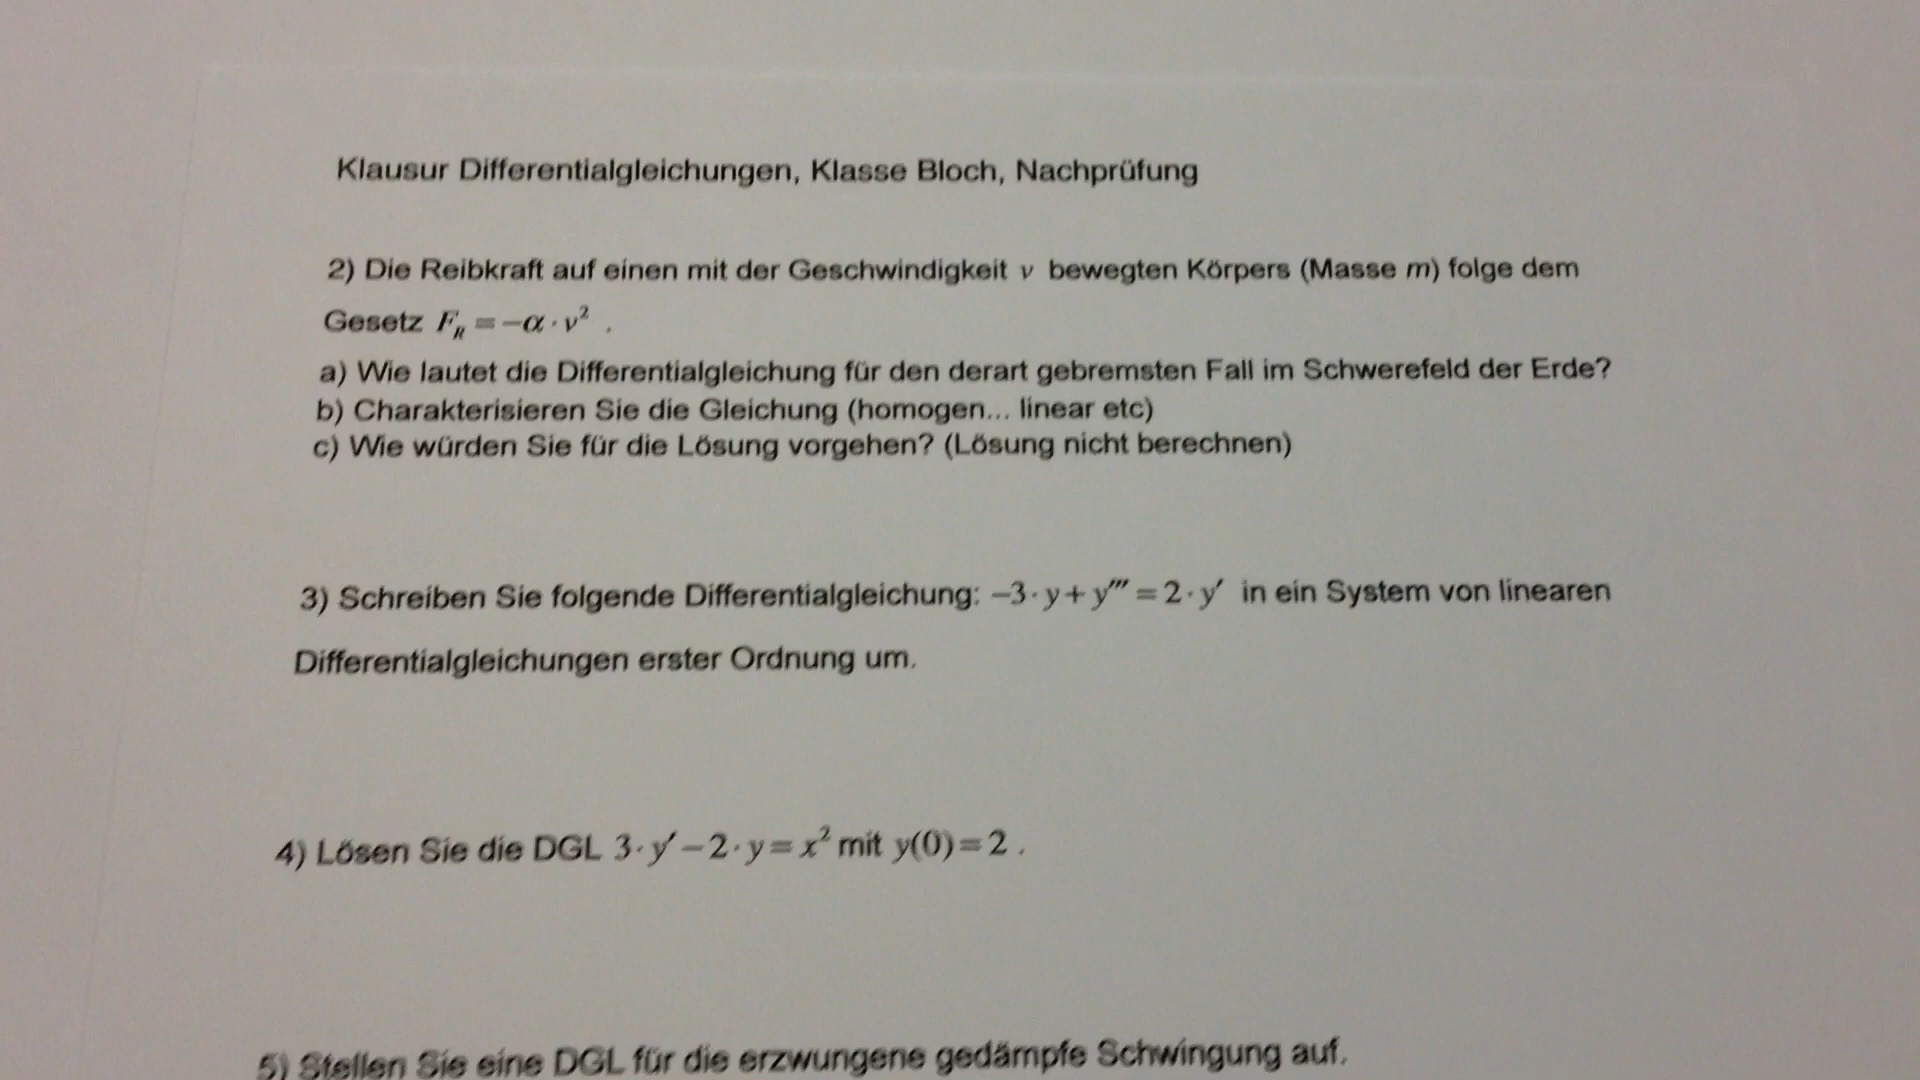 Klausur Differentialgleichungen, Klasse Bloch, Nachprüfung
2) Die Reibkraft auf einen mit der Geschwindigkeit v bewegten Körpers (Masse m) folge dem
Gesetz F_R = −α · v² .
a) Wie lautet die Differentialgleichung für den derart gebremsten Fall im Schwerefeld der Erde?
b) Charakterisieren Sie die Gleichung (homogen... linear etc)
c) Wie würden Sie für die Lösung vorgehen? (Lösung nicht berechnen)
3) Schreiben Sie folgende Differentialgleichung: −3 · y + y‴ = 2 · y′ in ein System von linearen
Differentialgleichungen erster Ordnung um.
4) Lösen Sie die DGL 3 · y′ − 2 · y = x² mit y(0) = 2 .
5) Stellen Sie eine DGL für die erzwungene gedämpfe Schwingung auf.